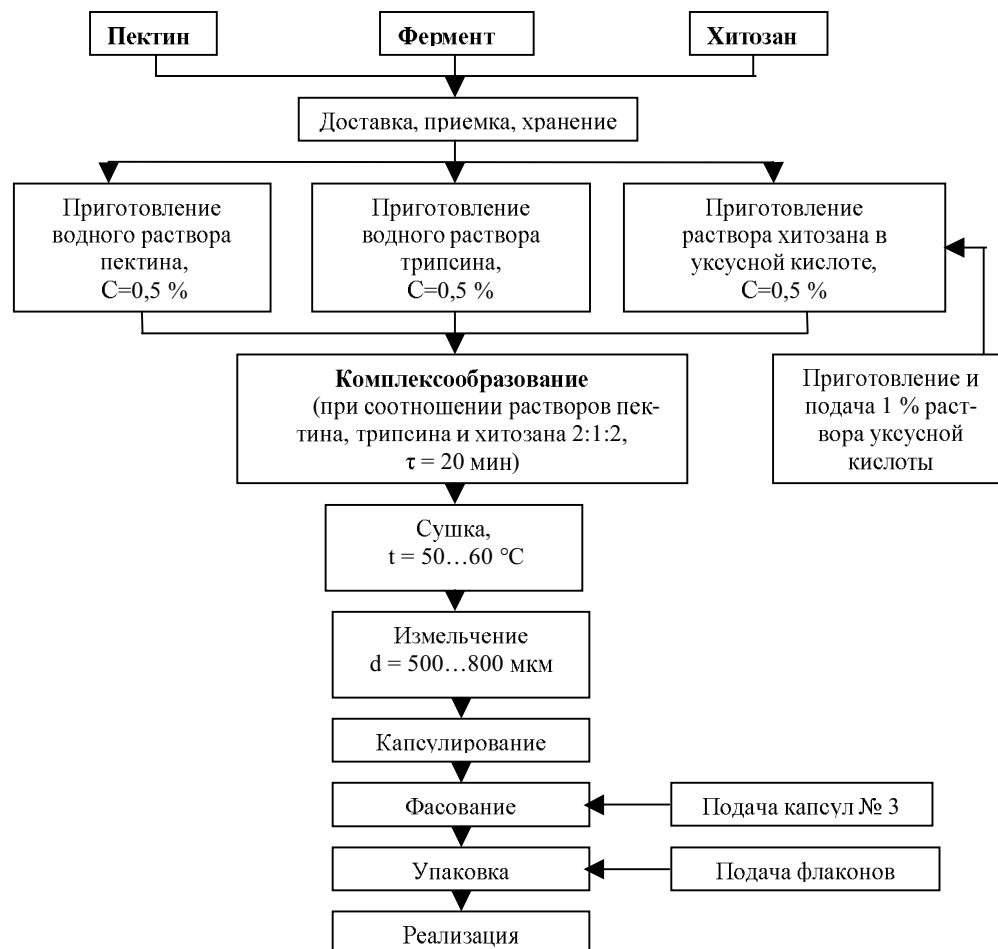 Пектин
Фермент
Хитозан
Доставка, приемка, хранение
Приготовление
водного раствора
пектина,
С=0,5 %
Приготовление
водного раствора
трипсина,
С=0,5 %
Приготовление
раствора хитозана в
уксусной кислоте,
С=0,5 %
Комплексообразование
(при соотношении растворов пек-
тина, трипсина и хитозана 2:1:2,
τ = 20 мин)
Приготовление и
подача 1 % раст-
вора уксусной
кислоты
Сушка,
t = 50…60 °С
Измельчение
d = 500…800 мкм
Капсулирование
Фасование
Подача капсул № 3
Упаковка
Подача флаконов
Реализация